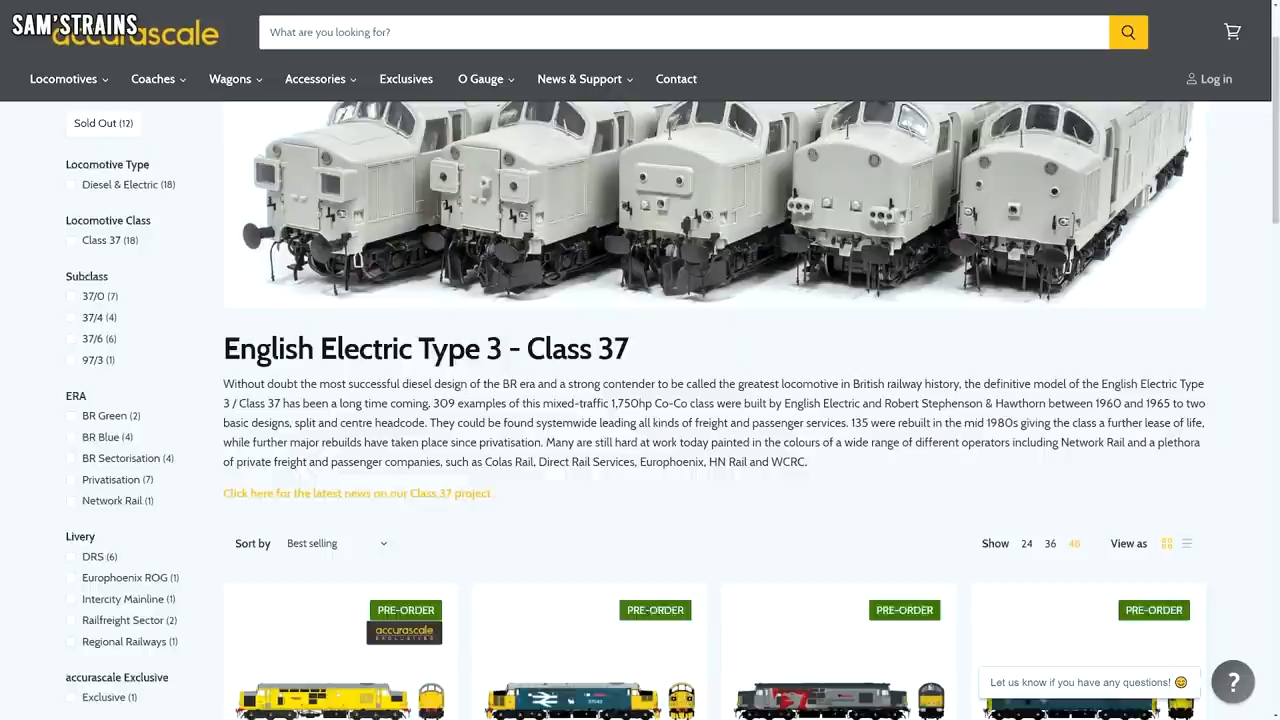 SAM'STRAINS
accurascale
What are you looking for?
Locomotives
Coaches
Wagons
Accessories
Exclusives
O Gauge
News & Support
Contact
Log in
Sold Out (12)
Locomotive Type
Diesel & Electric (18)
Locomotive Class
Class 37 (18)
Subclass
37/0 (7)
37/4 (4)
37/6 (6)
97/3 (1)
ERA
BR Green (2)
BR Blue (4)
BR Sectorisation (4)
Privatisation (7)
Network Rail (1)
Livery
DRS (6)
Europhoenix ROG (1)
Intercity Mainline (1)
Railfreight Sector (2)
Regional Railways (1)
accurascale Exclusive
Exclusive (1)
English Electric Type 3 - Class 37
Without doubt the most successful diesel design of the BR era and a strong contender to be called the greatest locomotive in British railway history, the definitive model of the English Electric Type
3 / Class 37 has been a long time coming. 309 examples of this mixed-traffic 1,750hp Co-Co class were built by English Electric and Robert Stephenson & Hawthorn between 1960 and 1965 to two
basic designs, split and centre headcode. They could be found systemwide leading all kinds of freight and passenger services. 135 were rebuilt in the mid 1980s giving the class a further lease of life,
while further major rebuilds have taken place since privatisation. Many are still hard at work today painted in the colours of a wide range of different operators including Network Rail and a plethora
of private freight and passenger companies, such as Colas Rail, Direct Rail Services, Europhoenix, HN Rail and WCRC.
Click here for the latest news on our Class 37 project.
Sort by Best selling
Show 24 36 48 View as
PRE-ORDER
accurascale
EXCLUSIVES
PRE-ORDER
PRE-ORDER
PRE-ORDER
Let us know if you have any questions! 😄
?